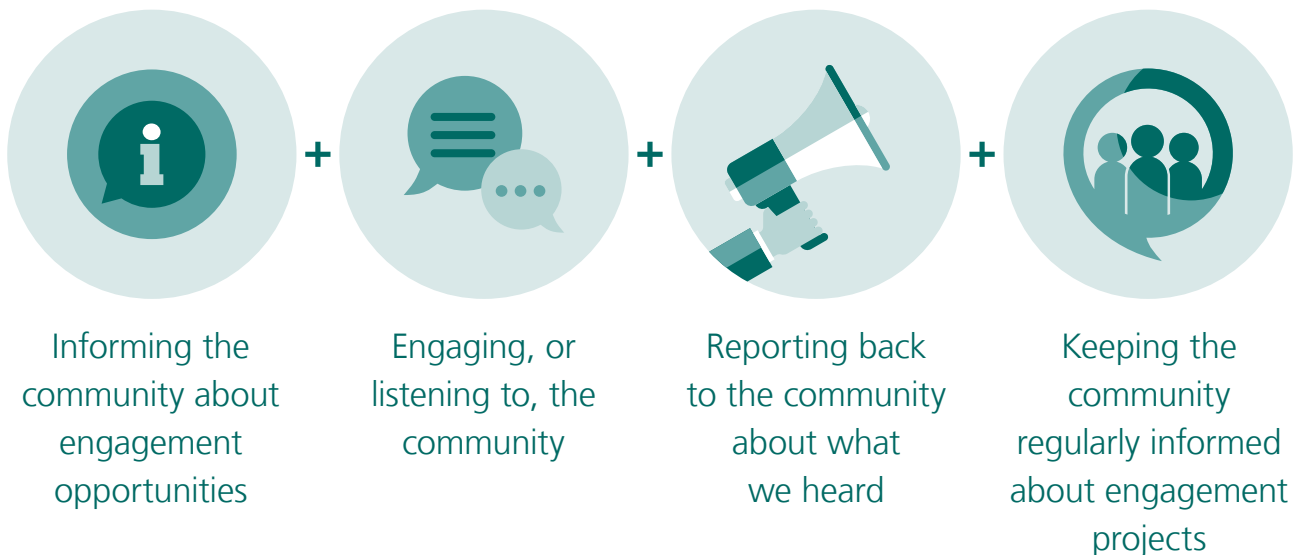 i
+
+
+
Informing the
community about
engagement
opportunities
Engaging, or
listening to, the
community
Reporting back
to the community
about what
we heard
Keeping the
community
regularly informed
about engagement
projects